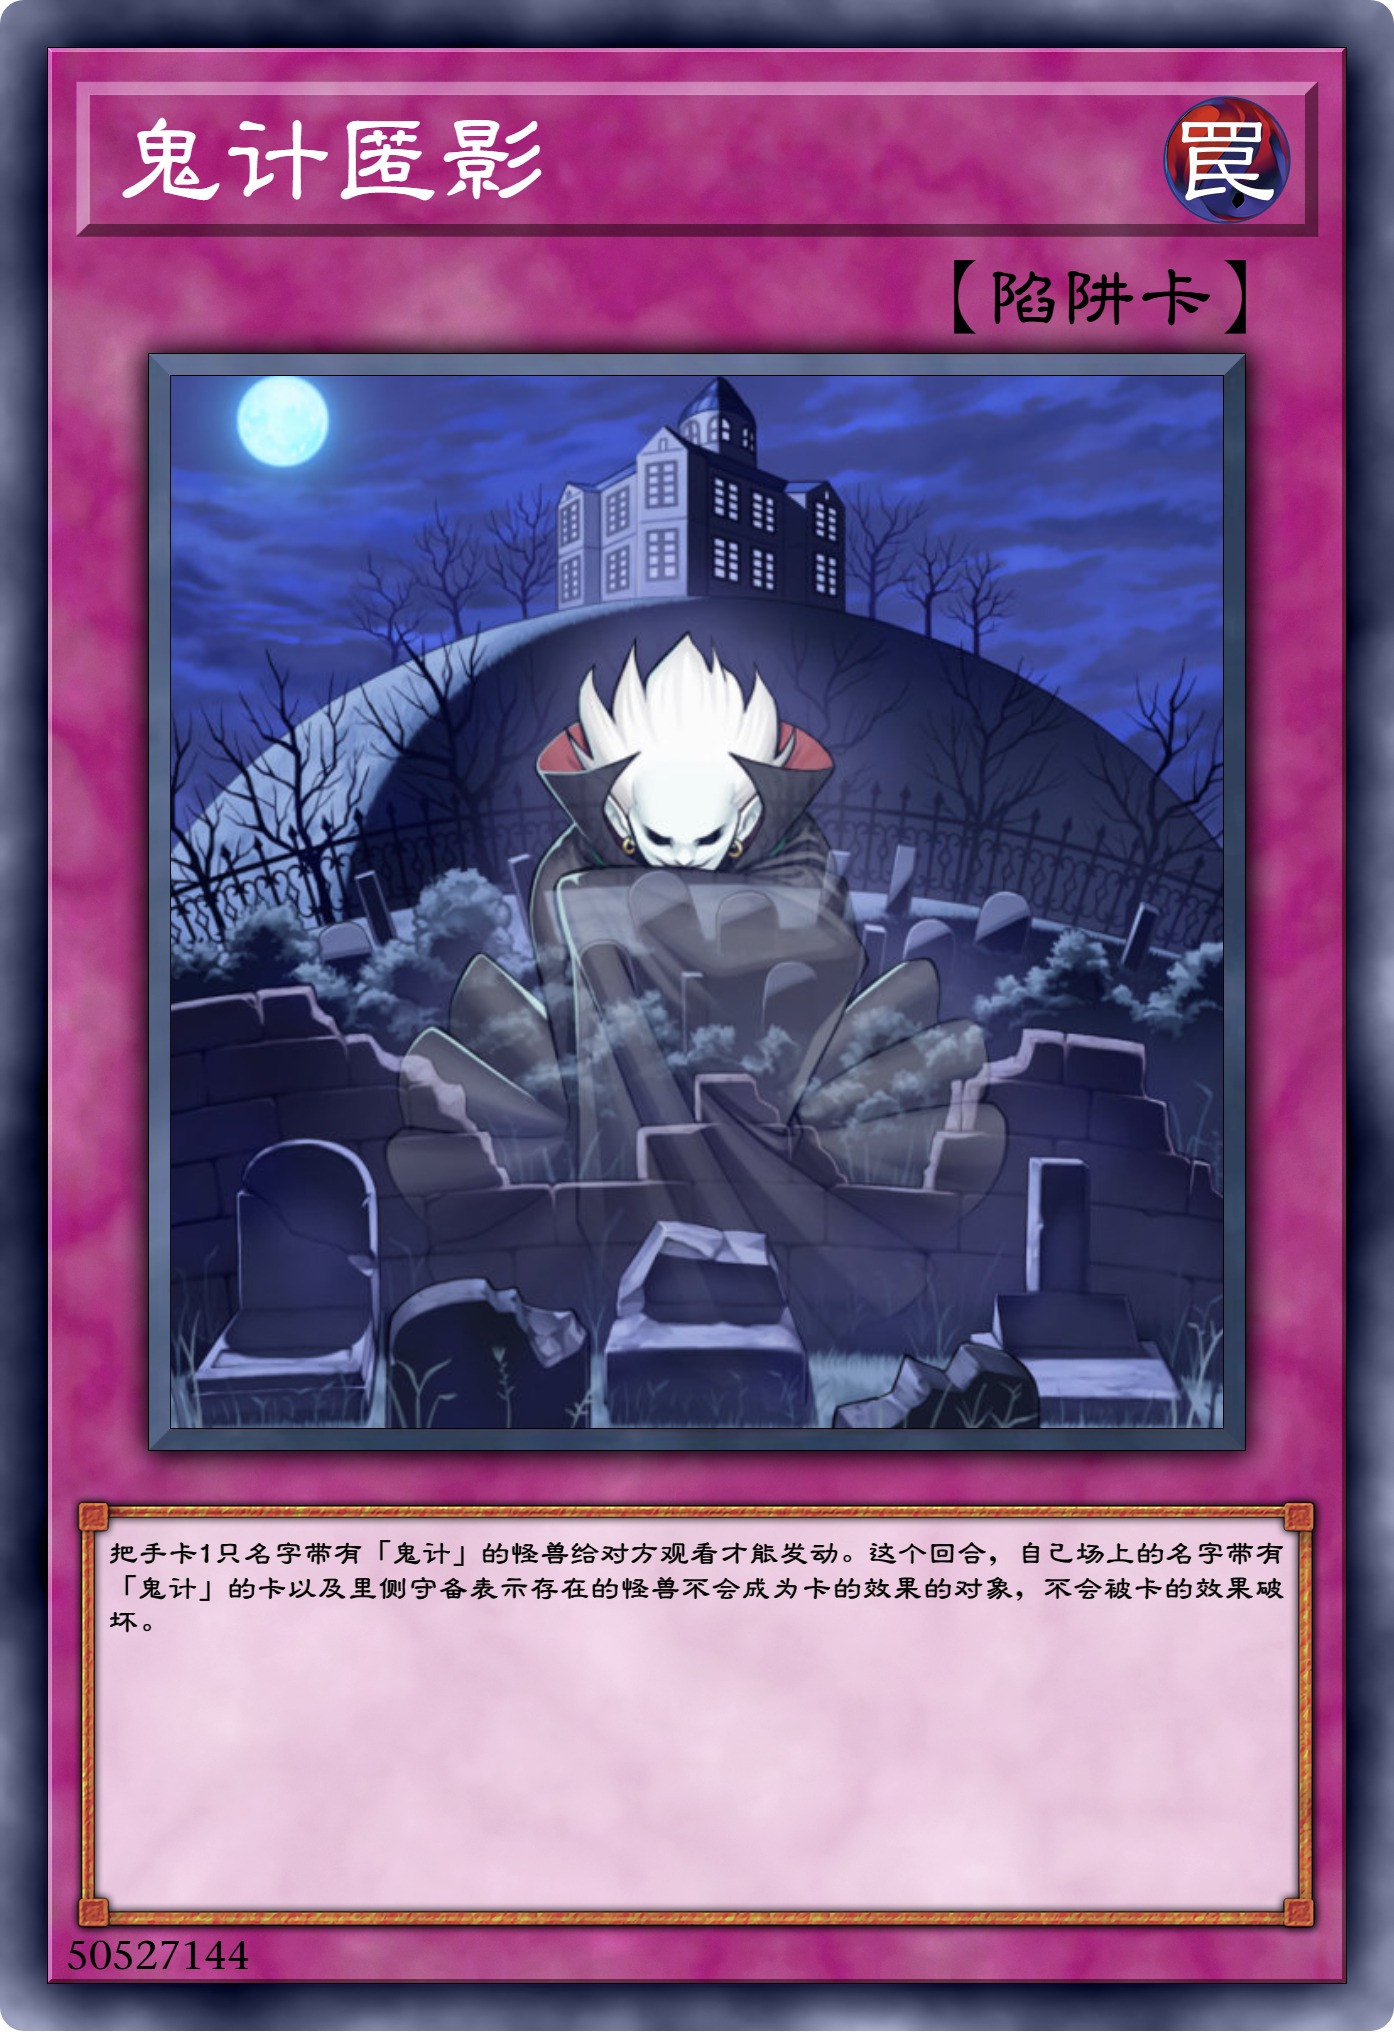 鬼计匿影
罠
【陷阱卡】
把手卡1只名字带有「鬼计」的怪兽给对方观看才能发动。这个回合，自己场上的名字带有
「鬼计」的卡以及里侧守备表示存在的怪兽不会成为卡的效果的对象，不会被卡的效果破
坏。
50527144